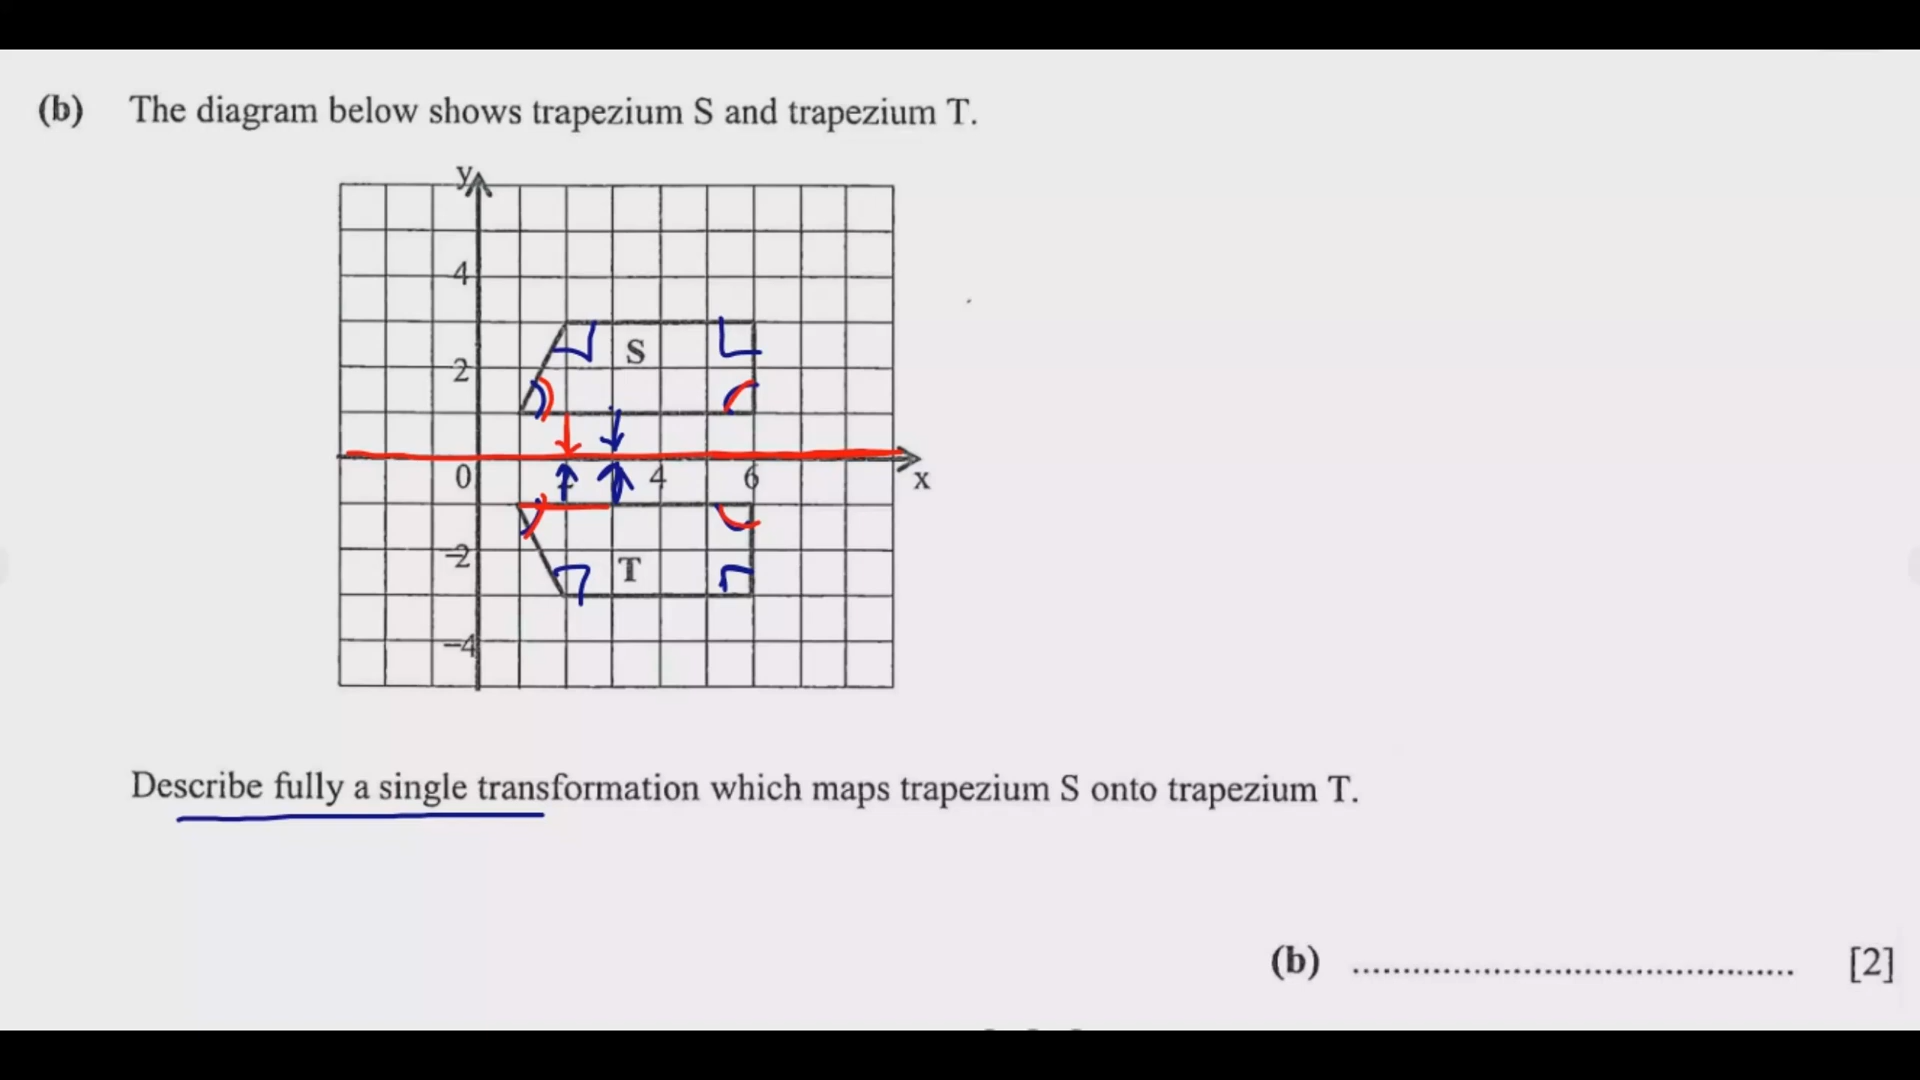 (b) The diagram below shows trapezium S and trapezium T.
y
4
S
2
0 4 6 x
-2
T
-4
Describe fully a single transformation which maps trapezium S onto trapezium T.
(b) .......................................... [2]